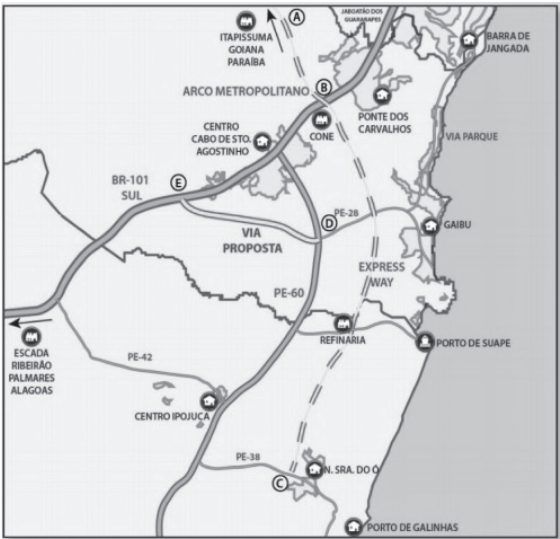 JABOATÃO DOS
GUARARAPES
A
ITAPISSUMA
GOIANA
PARAÍBA
BARRA DE
JANGADA
ARCO METROPOLITANO
B
PONTE DOS
CARVALHOS
CONE
CENTRO
CABO DE STO.
AGOSTINHO
VIA PARQUE
BR-101
SUL
E
VIA
PROPOSTA
D
PE-28
GAIBU
EXPRESS
WAY
PE-60
REFINARIA
PORTO DE SUAPE
ESCADA
RIBEIRÃO
PALMARES
ALAGOAS
PE-42
CENTRO IPOJUCA
PE-38
N. SRA. DO Ó
C
PORTO DE GALINHAS